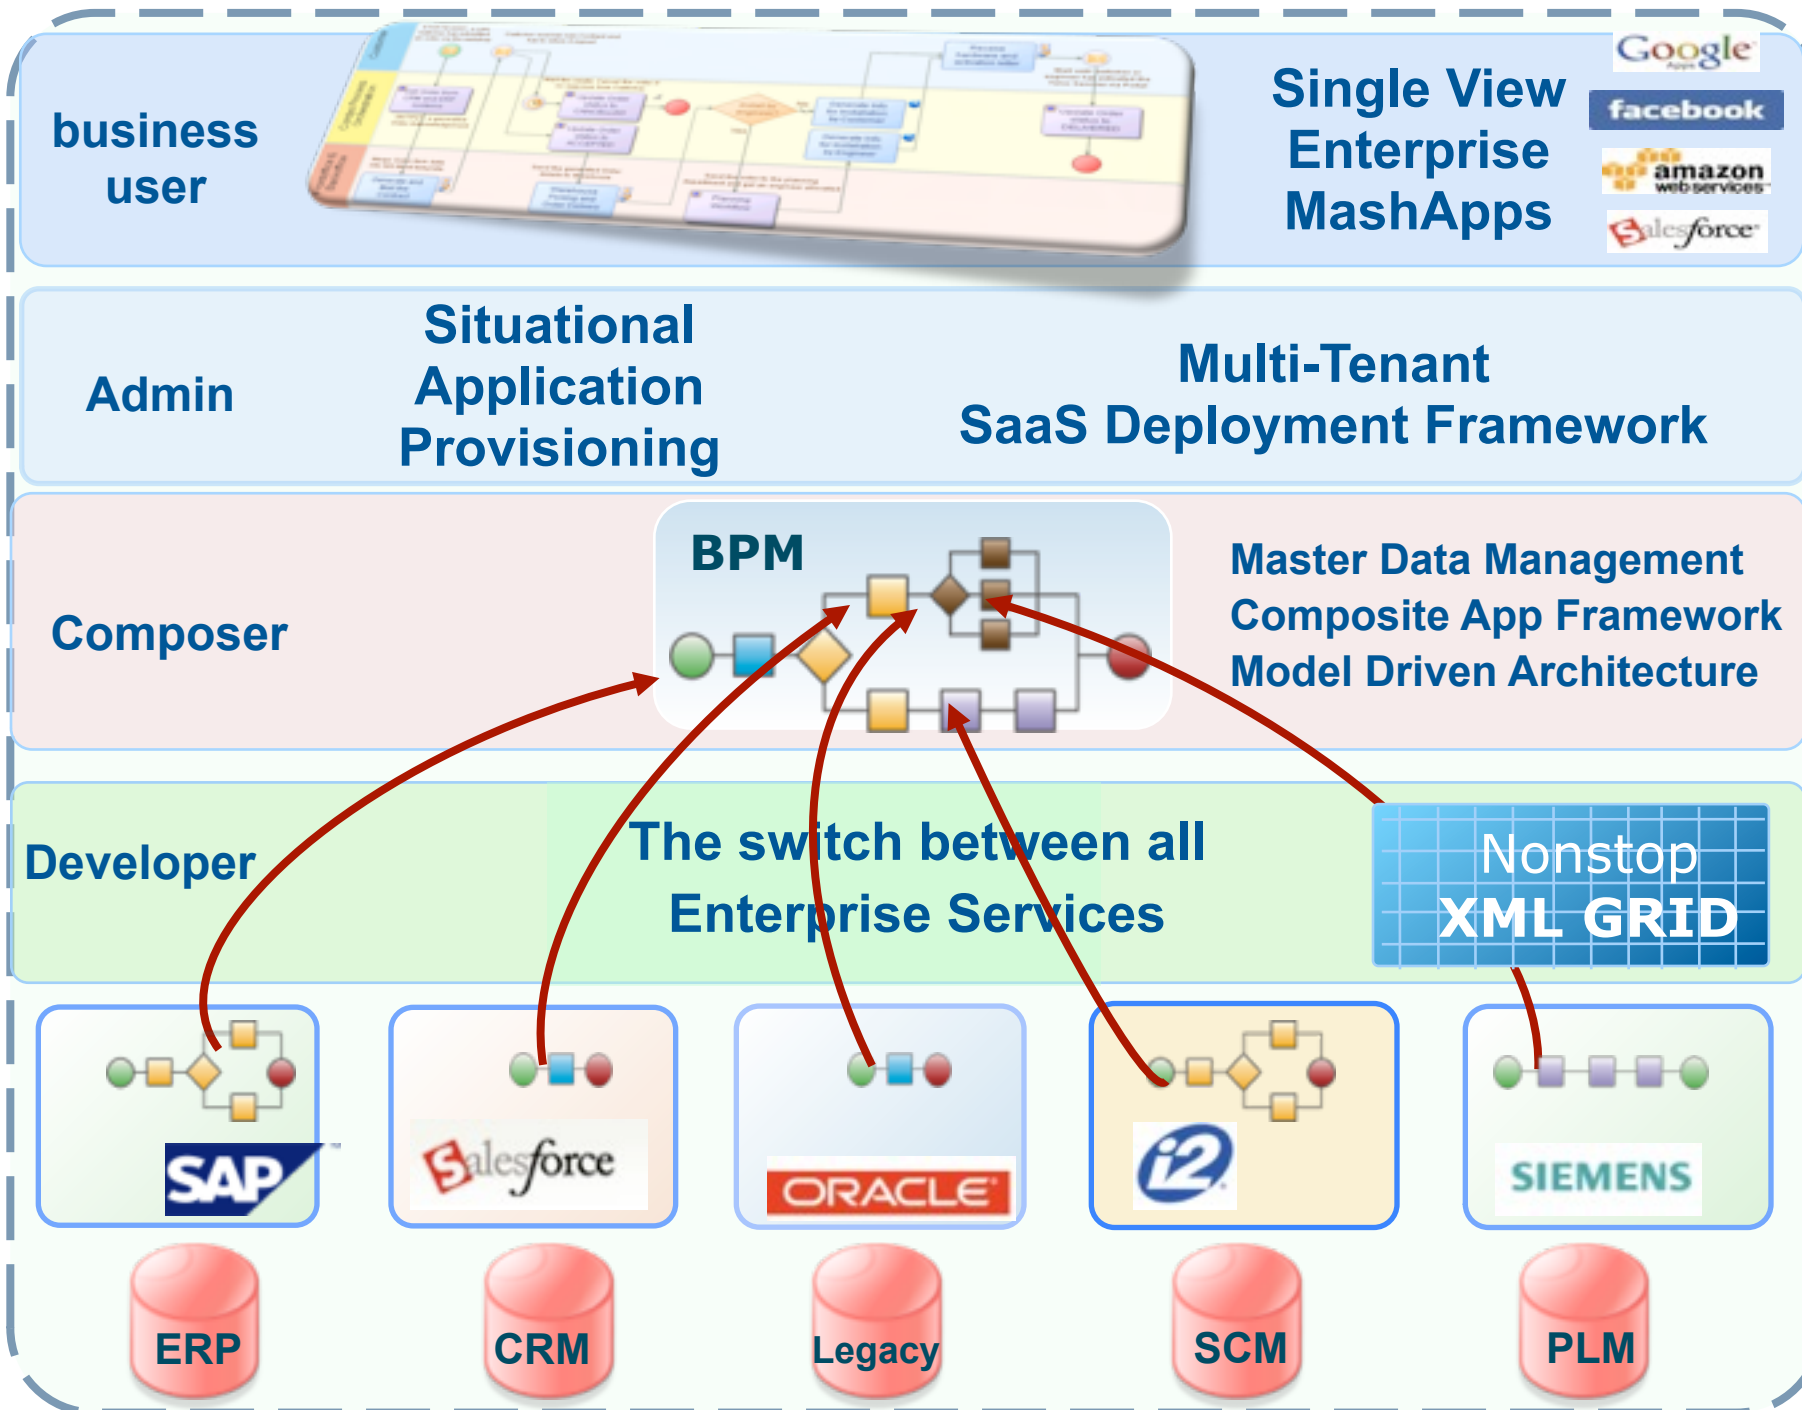 business
user
Single View
Enterprise
MashApps
Google
Apps
facebook
amazon
webservices
salesforce
Admin
Situational
Application
Provisioning
Multi-Tenant
SaaS Deployment Framework
Composer
BPM
Master Data Management
Composite App Framework
Model Driven Architecture
Developer
The switch between all
Enterprise Services
Nonstop
XML GRID
SAP
salesforce
ORACLE
i2
SIEMENS
ERP
CRM
Legacy
SCM
PLM